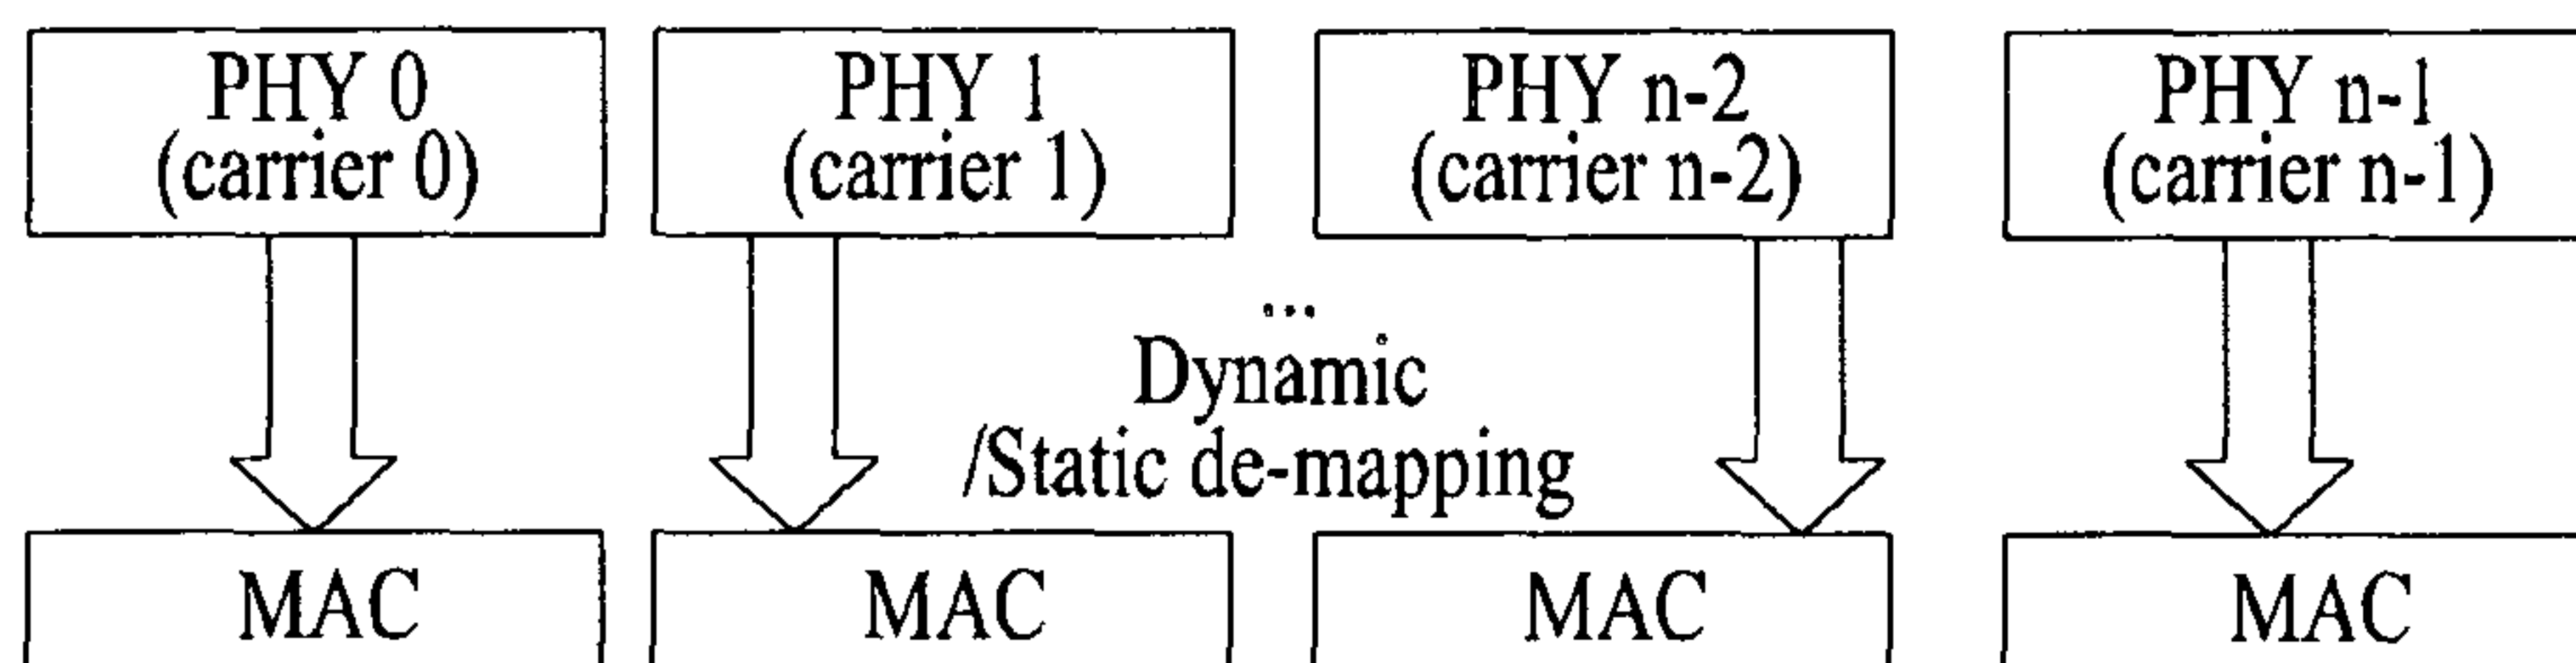 PHY 0
(carrier 0)
PHY 1
(carrier 1)
PHY n-2
(carrier n-2)
PHY n-1
(carrier n-1)
...
Dynamic
/Static de-mapping
MAC
MAC
MAC
MAC